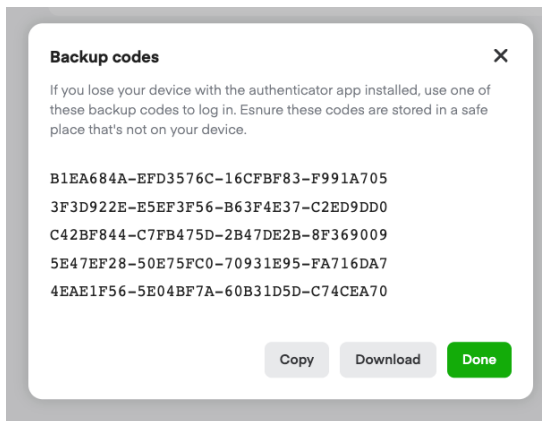 Backup codes
If you lose your device with the authenticator app installed, use one of
these backup codes to log in. Esnure these codes are stored in a safe
place that's not on your device.
B1EA684A-EFD3576C-16CFBF83-F991A705
3F3D922E-E5EF3F56-B63F4E37-C2ED9DD0
C42BF844-C7FB475D-2B47DE2B-8F369009
5E47EF28-50E75FC0-70931E95-FA716DA7
4EAE1F56-5E04BF7A-60B31D5D-C74CEA70
Copy Download Done